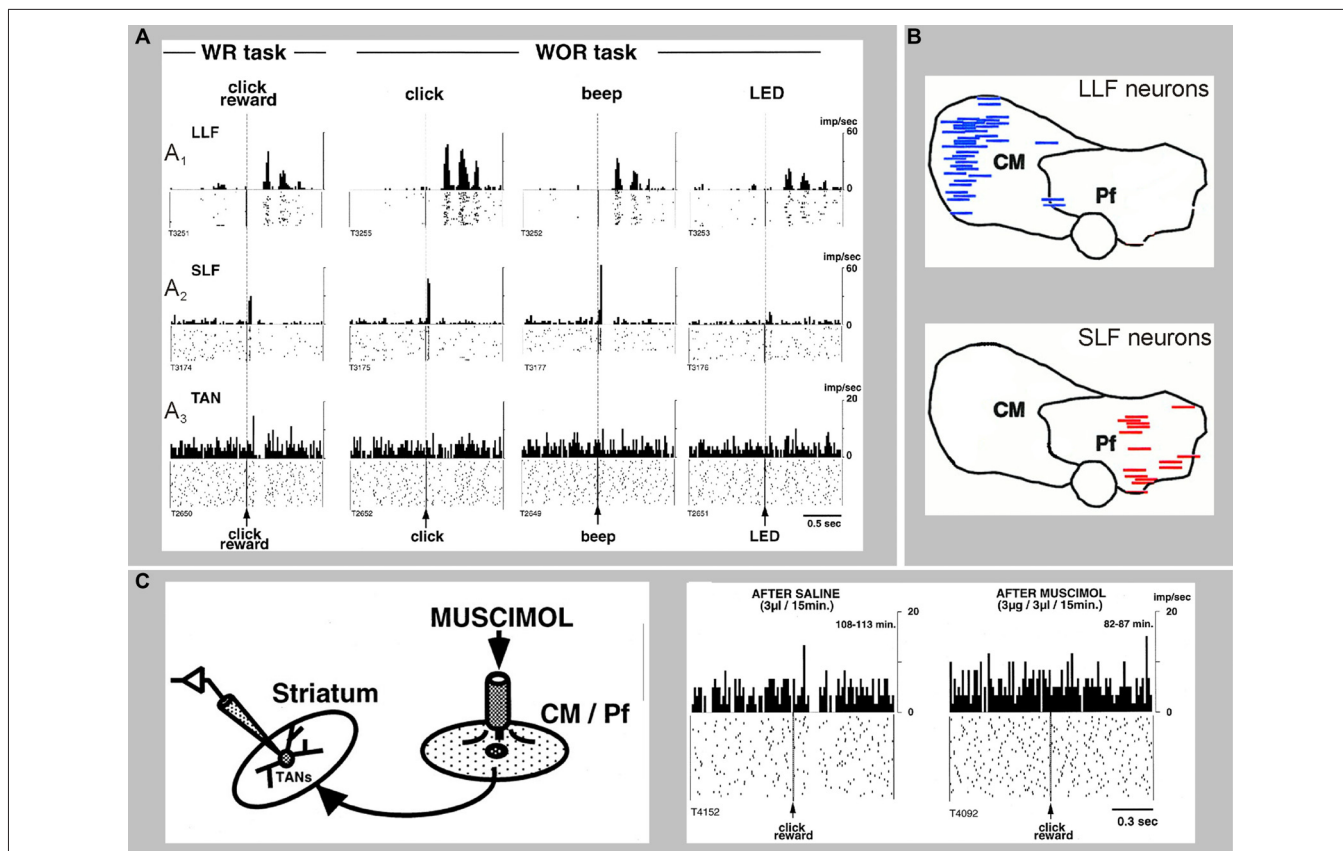 A
WR task
WOR task
click
reward
click
beep
LED
imp/sec
A1 LLF
60
0
T3251
T3255
T3252
T3253
imp/sec
A2 SLF
60
0
T3174
T3175
T3177
T3176
imp/sec
A3 TAN
20
0
T2650
T2652
T2649
T2651
0.5 sec
click
reward
click
beep
LED
B
LLF neurons
CM
Pf
SLF neurons
CM
Pf
C
MUSCIMOL
Striatum
CM / Pf
TANs
AFTER SALINE
(3µl / 15min.)
108-113 min.
20
10
0
T4152
click
reward
AFTER MUSCIMOL
(3µg / 3µl / 15min.)
imp/sec
82-87 min.
20
10
0
T4092
click
reward
0.3 sec